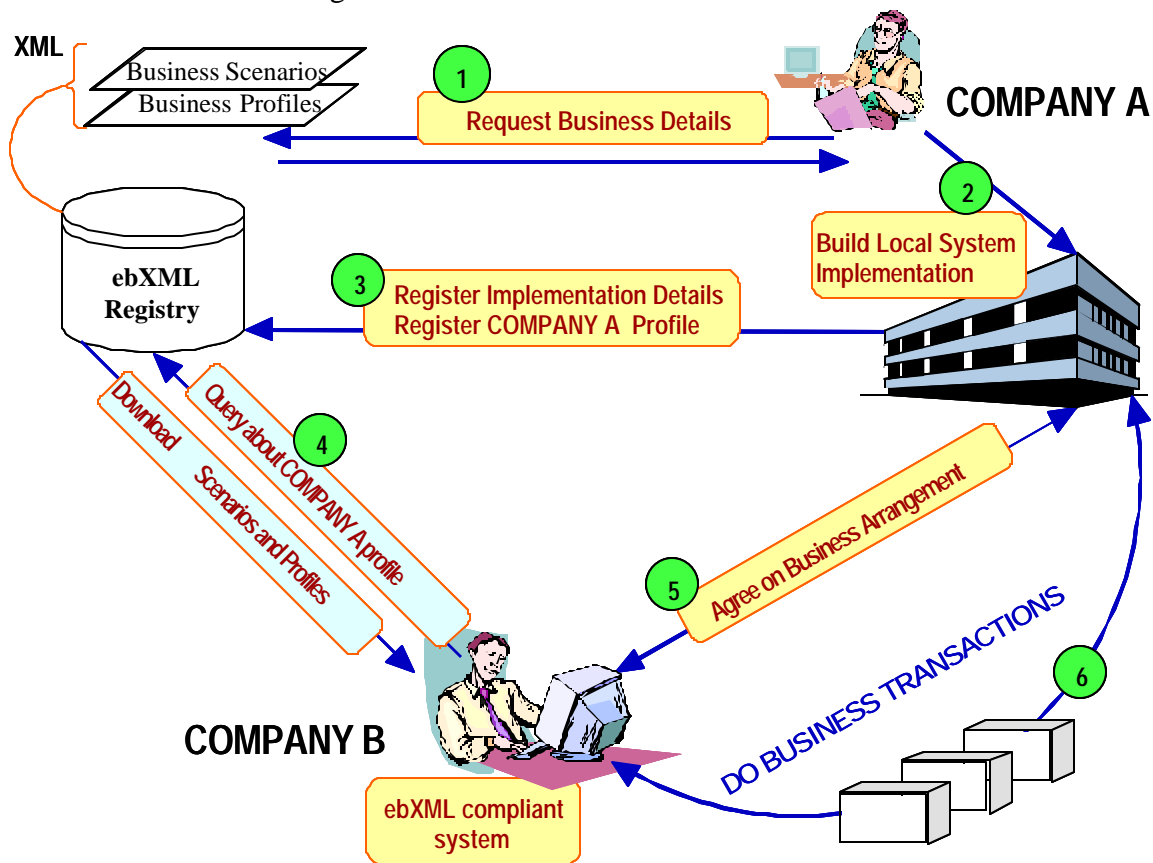 XML
Business Scenarios
Business Profiles
1
Request Business Details
COMPANY A
2
Build Local System
Implementation
ebXML
Registry
3
Register Implementation Details
Register COMPANY A Profile
4
Query about COMPANY A profile
Download Scenarios and Profiles
5
Agree on Business Arrangement
DO BUSINESS TRANSACTIONS
6
COMPANY B
ebXML compliant
system